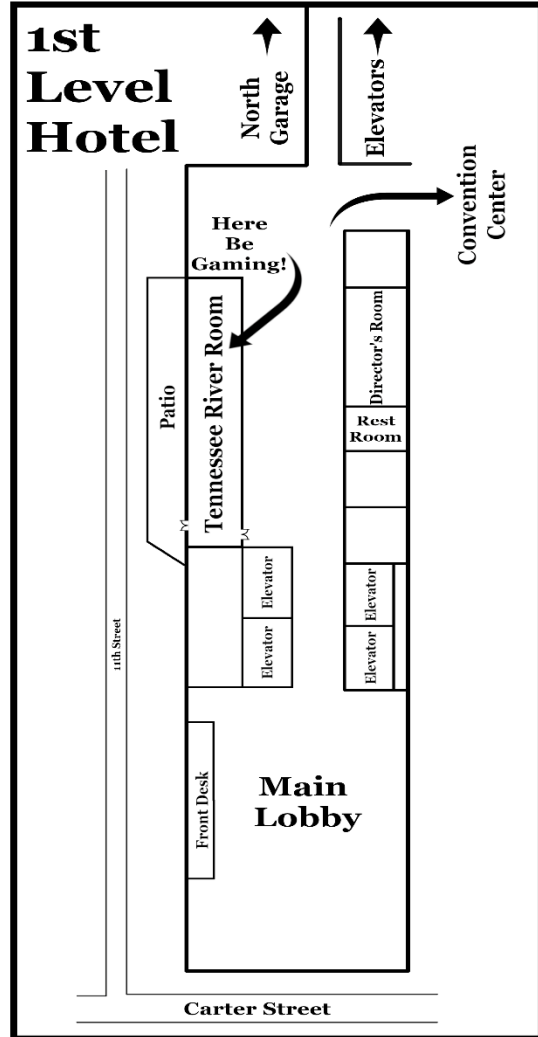 1st
Level
Hotel
North
Garage
Elevators
Convention
Center
Here
Be
Gaming!
Tennessee River Room
Patio
Director's Room
Rest
Room
Elevator
Elevator
Elevator
Elevator
11th Street
Front Desk
Main
Lobby
Carter Street